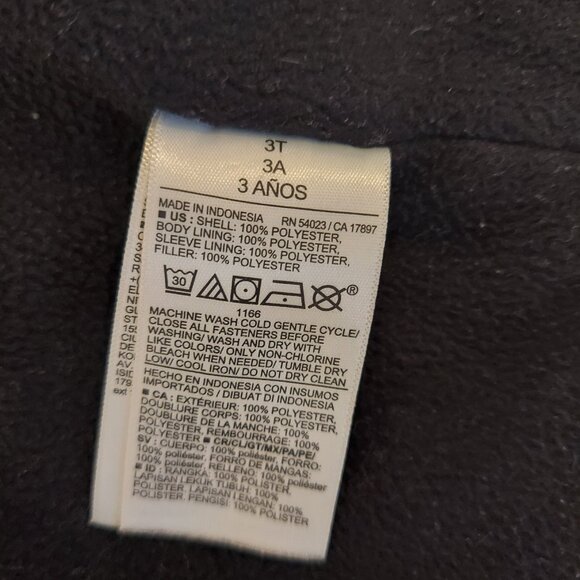 3T
3A
3 AÑOS
MADE IN INDONESIA RN 54023 / CA 17897
■ US : SHELL: 100% POLYESTER,
BODY LINING: 100% POLYESTER,
SLEEVE LINING: 100% POLYESTER,
FILLER: 100% POLYESTER
30 ®
1166
MACHINE WASH COLD GENTLE CYCLE/
CLOSE ALL FASTENERS BEFORE
WASHING/ WASH AND DRY WITH
LIKE COLORS/ ONLY NON-CHLORINE
BLEACH WHEN NEEDED/ TUMBLE DRY
LOW/ COOL IRON/ DO NOT DRY CLEAN
HECHO EN INDONESIA CON INSUMOS
IMPORTADOS / DIBUAT DI INDONESIA
■ CA : EXTÉRIEUR: 100% POLYESTER,
DOUBLURE CORPS: 100% POLYESTER,
DOUBLURE DE LA MANCHE: 100%
POLYESTER, REMBOURRAGE: 100%
POLYESTER ■ CR/CL/GT/MX/PA/PE/
SV : CUERPO: 100% poliéster, FORRO:
100% poliéster, FORRO DE MANGAS:
100% poliéster, RELLENO: 100% poliéster
■ ID : RANGKA: 100% POLISTER,
LAPISAN LEKUK TUBUH: 100%
POLISTER, LAPISAN LENGAN: 100%
POLISTER, PENGISI: 100% POLISTER